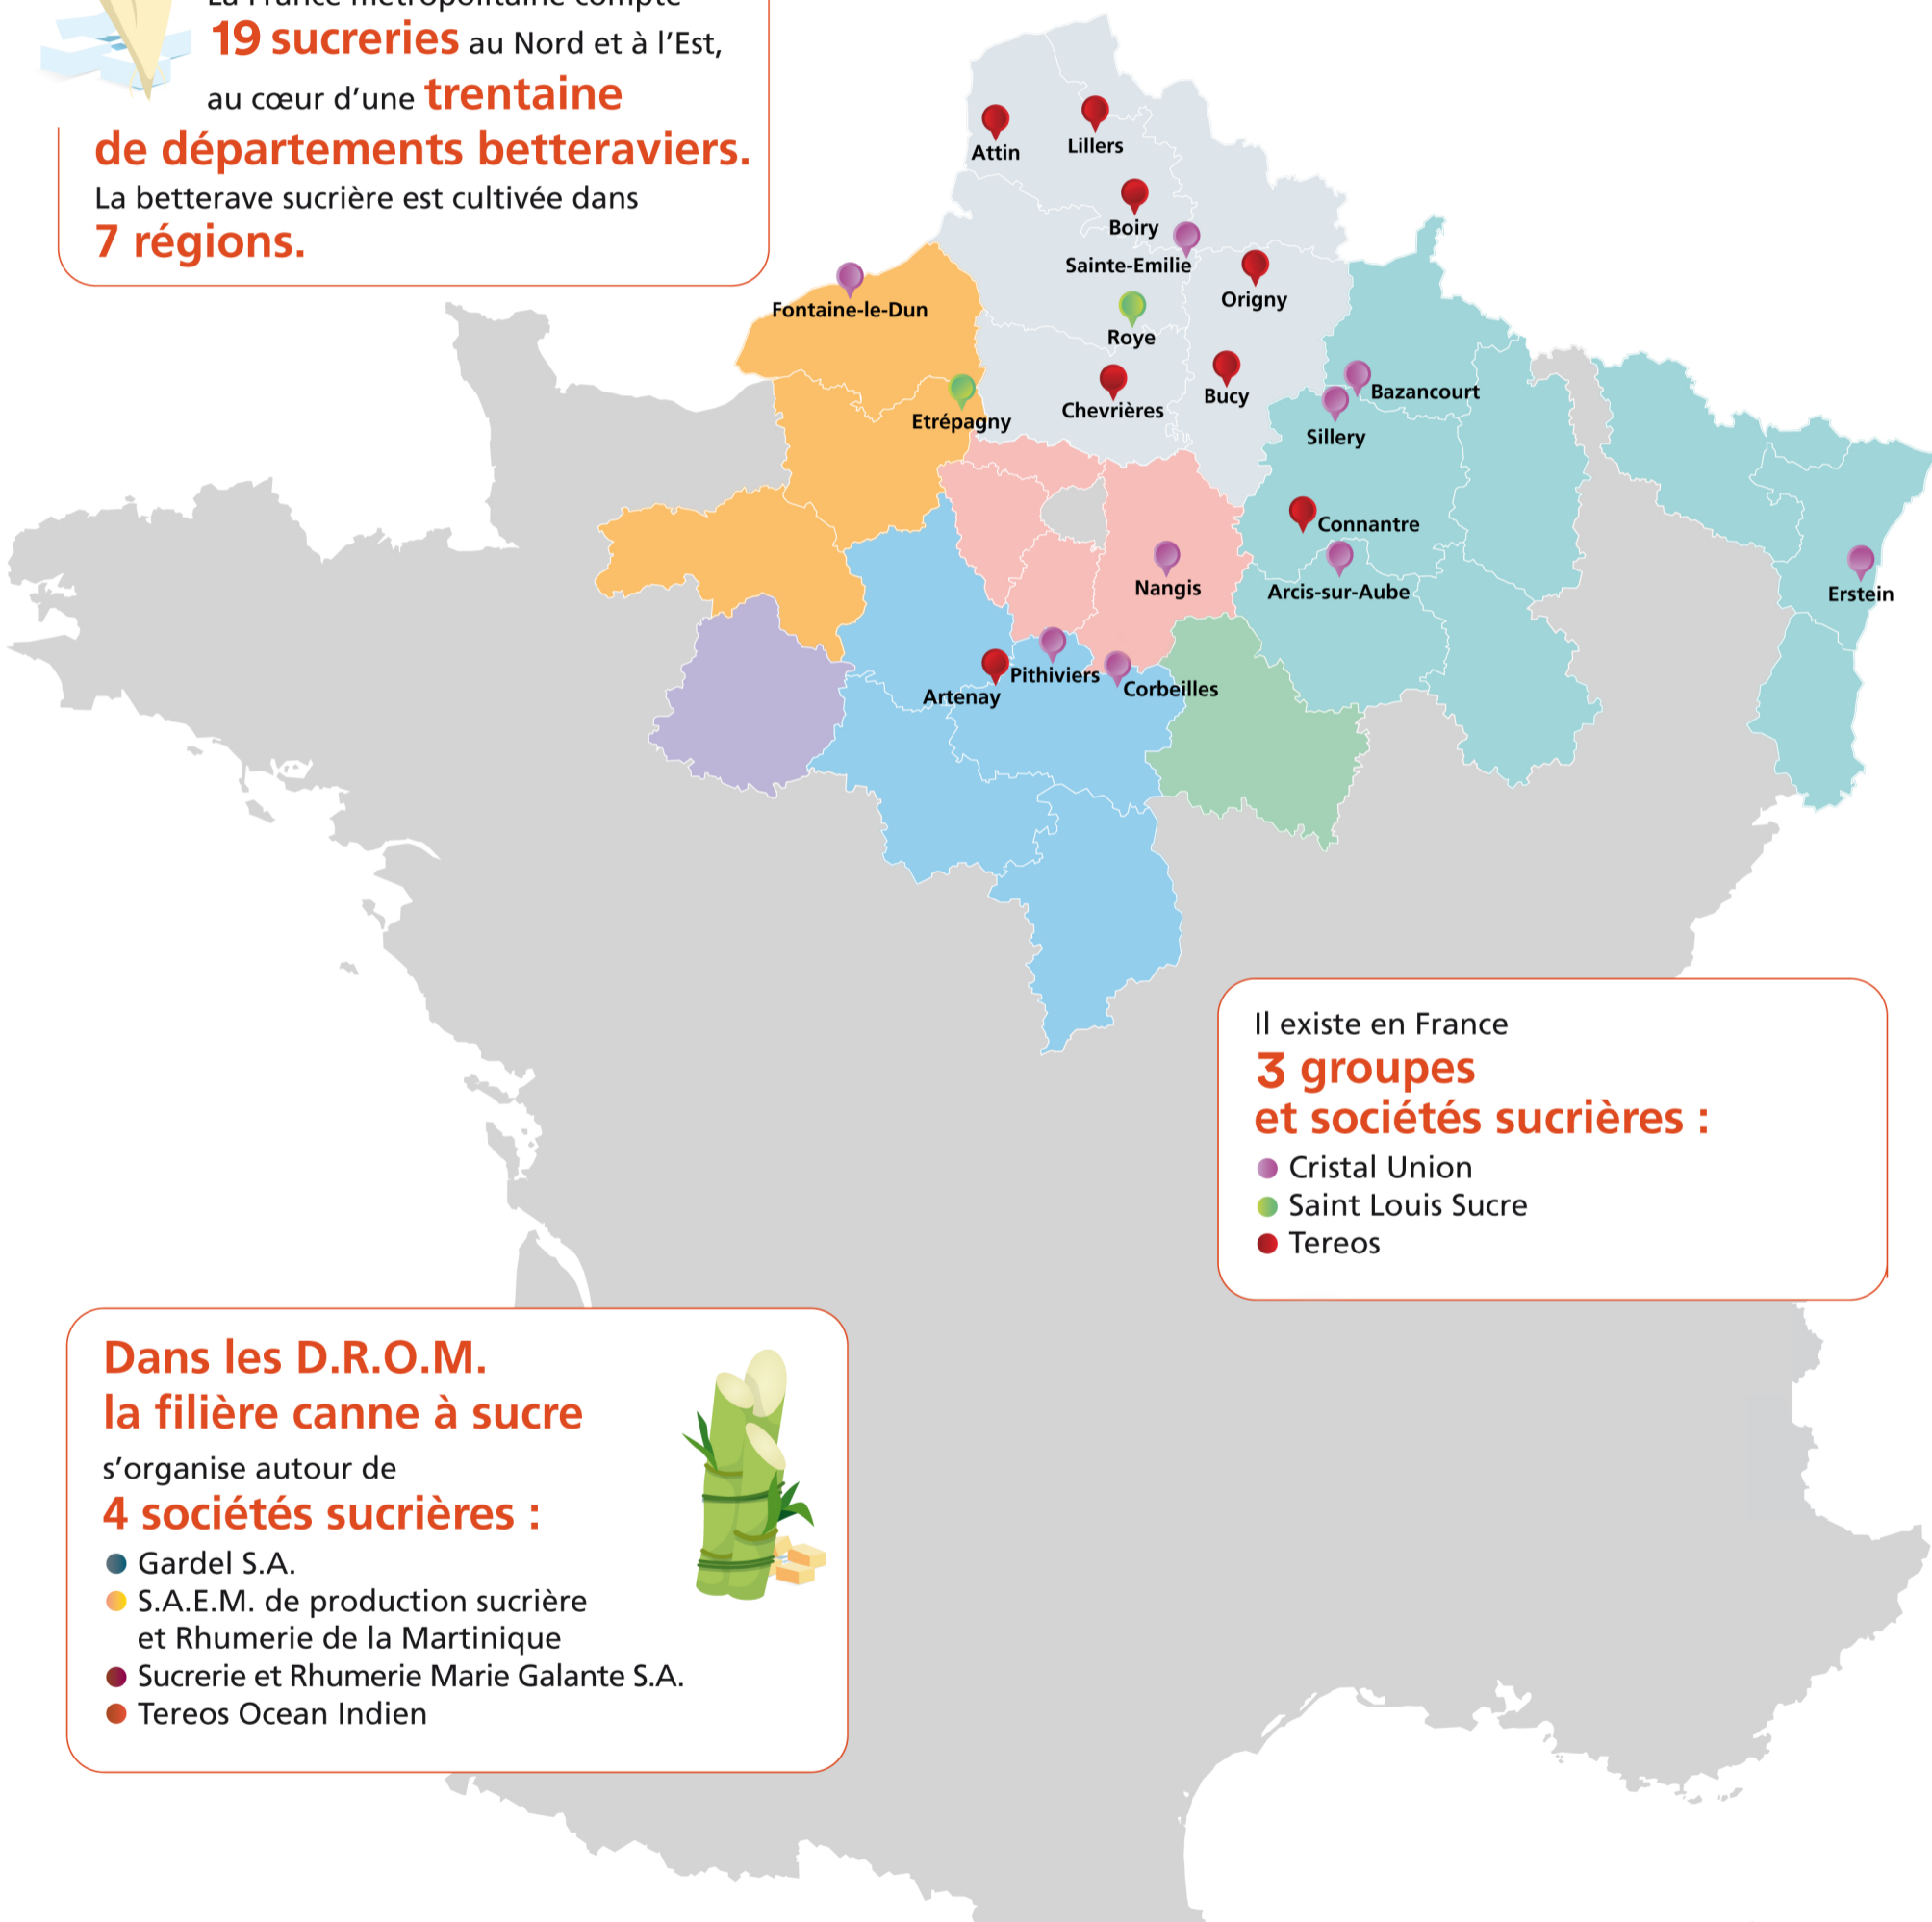 La France métropolitaine compte
19 sucreries au Nord et à l'Est,
au cœur d'une trentaine
de départements betteraviers.
La betterave sucrière est cultivée dans
7 régions.
Attin
Lillers
Boiry
Sainte-Emilie
Origny
Fontaine-le-Dun
Roye
Etrépagny
Chevrières
Bucy
Bazancourt
Sillery
Connantre
Nangis
Arcis-sur-Aube
Erstein
Pithiviers
Artenay
Corbeilles
Il existe en France
3 groupes
et sociétés sucrières :
Cristal Union
Saint Louis Sucre
Tereos
Dans les D.R.O.M.
la filière canne à sucre
s'organise autour de
4 sociétés sucrières :
Gardel S.A.
S.A.E.M. de production sucrière
et Rhumerie de la Martinique
Sucrerie et Rhumerie Marie Galante S.A.
Tereos Ocean Indien